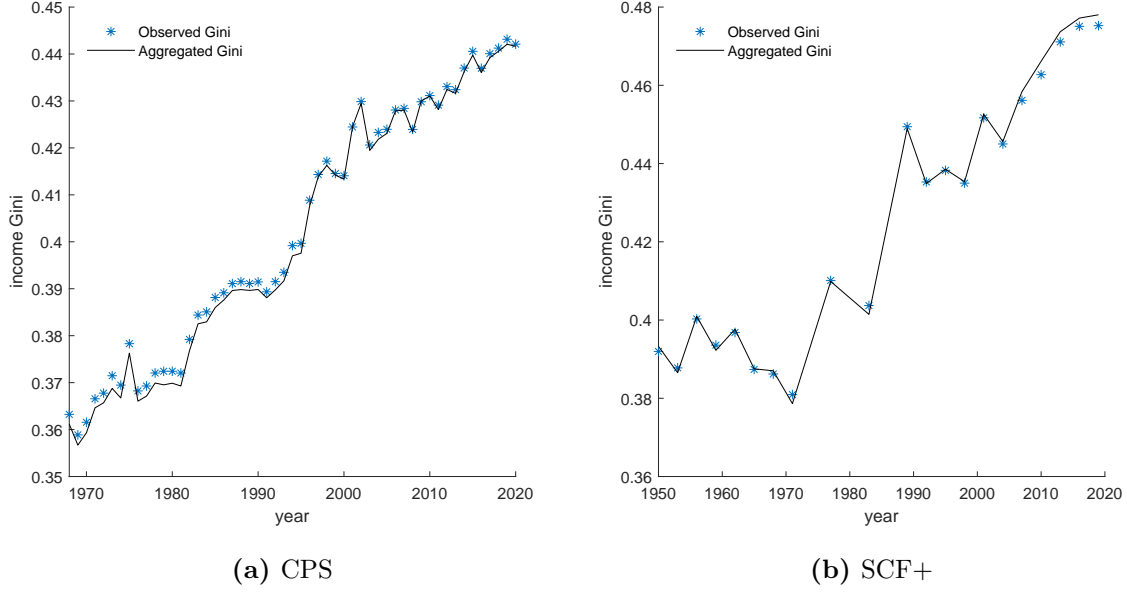 0.45
0.44
0.43
0.42
0.41
0.4
0.39
0.38
0.37
0.36
0.35
income Gini
Observed Gini
Aggregated Gini
1970 1980 1990 2000 2010 2020
year
(a) CPS
0.48
0.46
0.44
0.42
0.4
0.38
0.36
income Gini
Observed Gini
Aggregated Gini
1950 1960 1970 1980 1990 2000 2010 2020
year
(b) SCF+